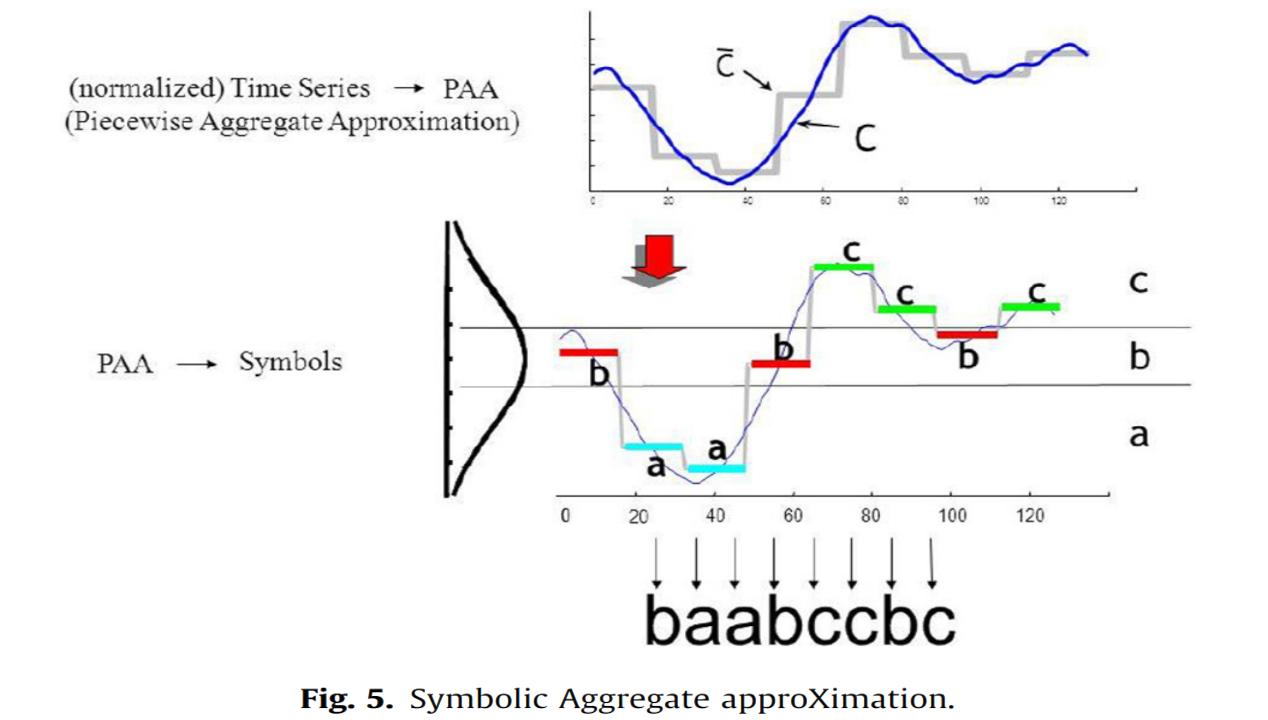 (normalized) Time Series → PAA
(Piecewise Aggregate Approximation)
C̅
C
0 20 40 60 80 100 120
PAA → Symbols
b
a
a
b
c
c
b
c
c
b
a
0 20 40 60 80 100 120
baabccbc
Fig. 5. Symbolic Aggregate approXimation.